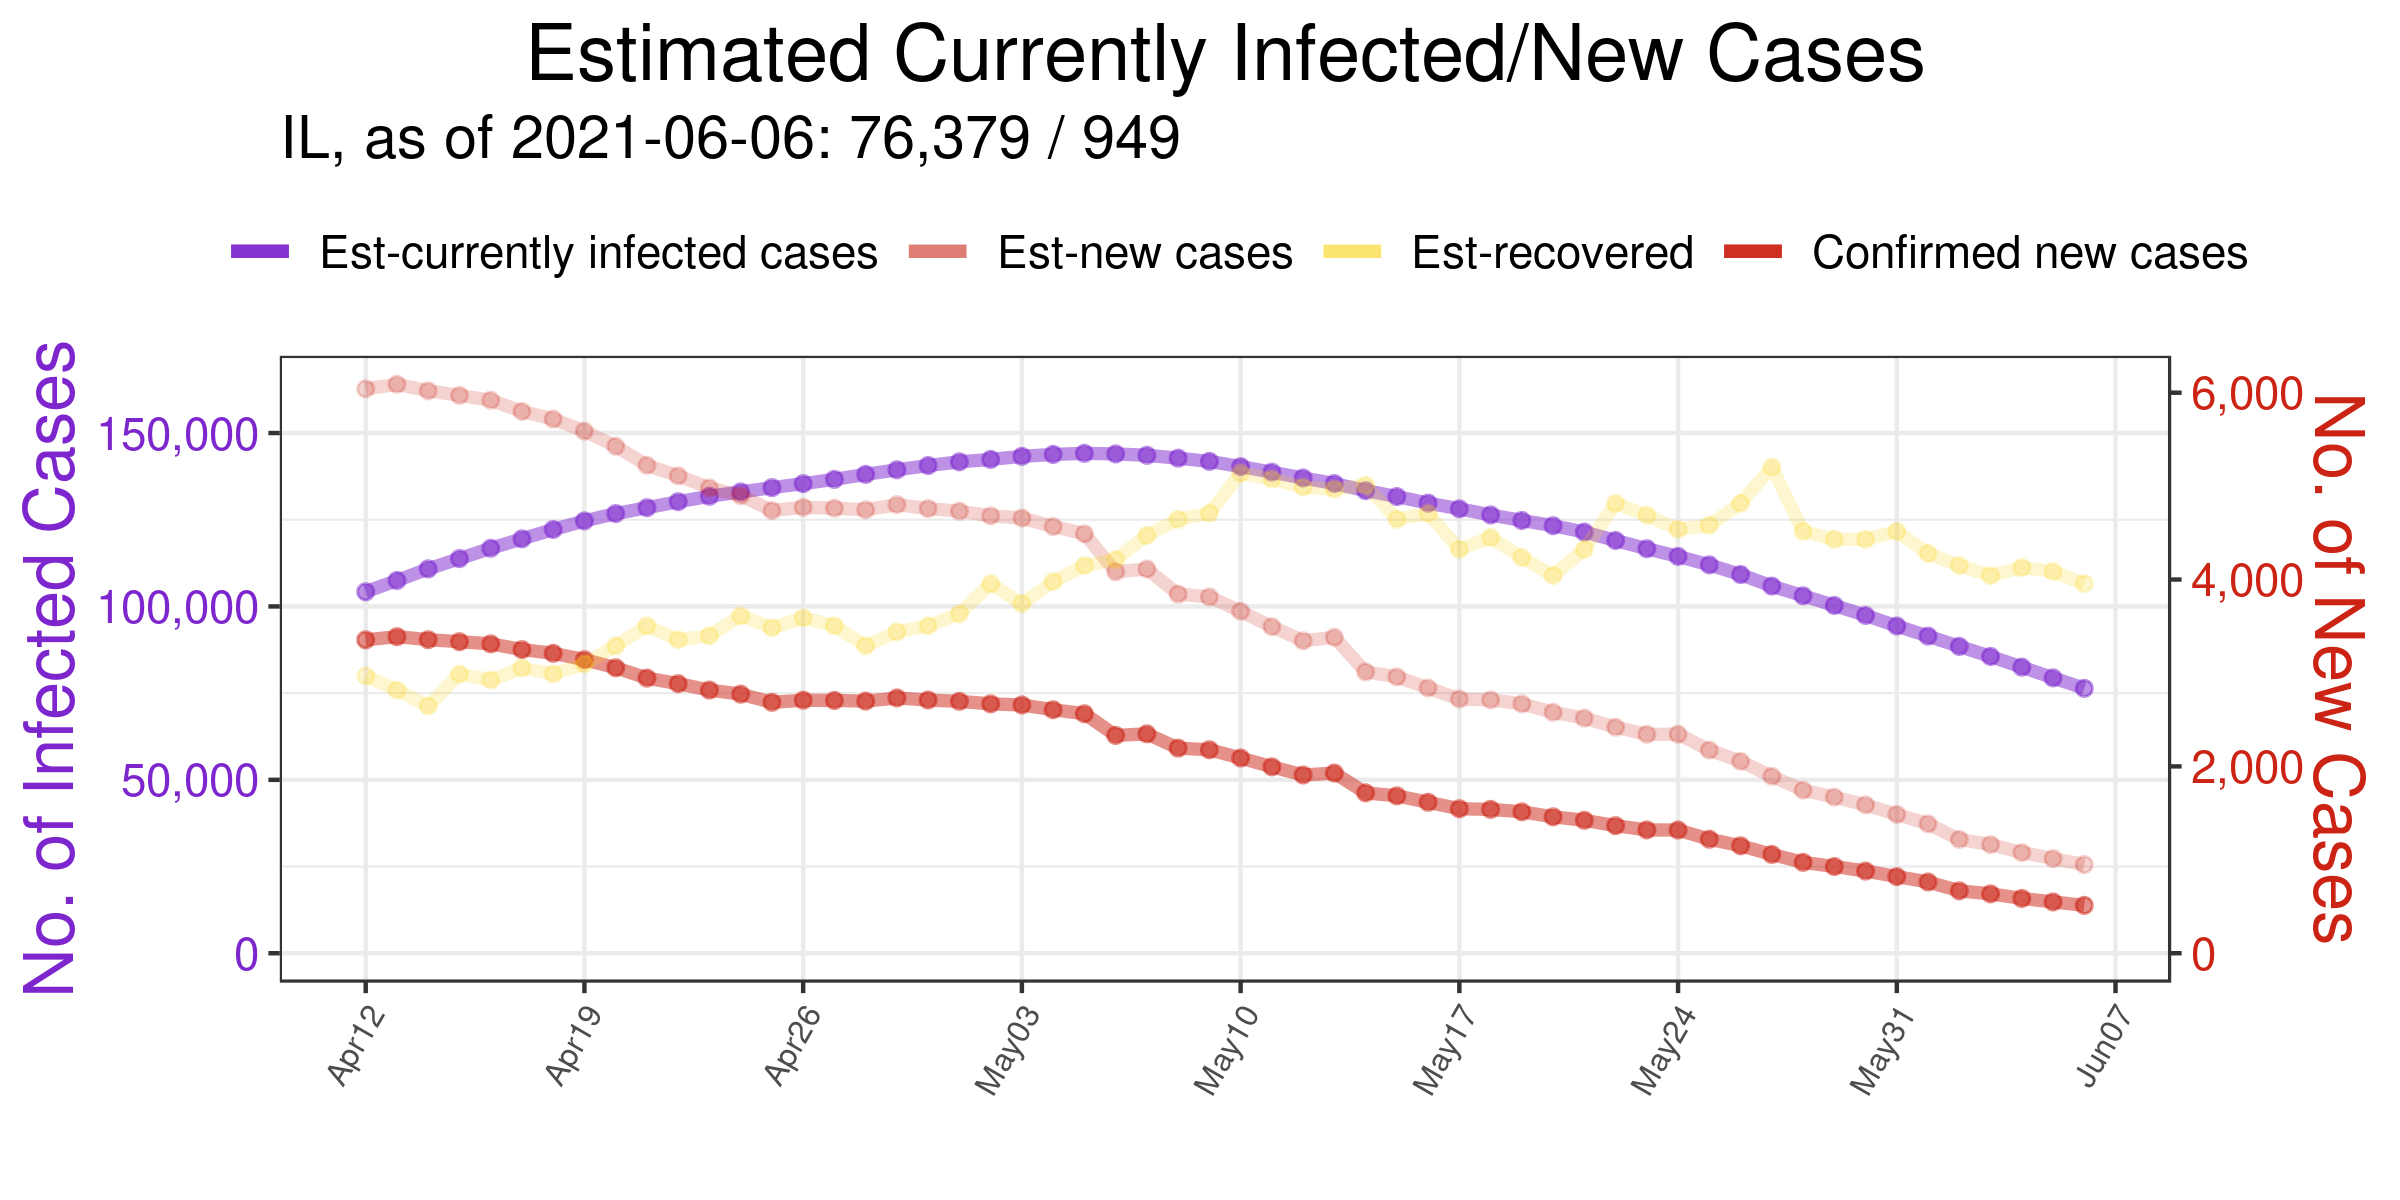 Estimated Currently Infected/New Cases
IL, as of 2021-06-06: 76,379 / 949
Est-currently infected cases Est-new cases Est-recovered Confirmed new cases
No. of Infected Cases
150,000
100,000
50,000
0
6,000
4,000
2,000
0
No. of New Cases
Apr12 Apr19 Apr26 May03 May10 May17 May24 May31 Jun07